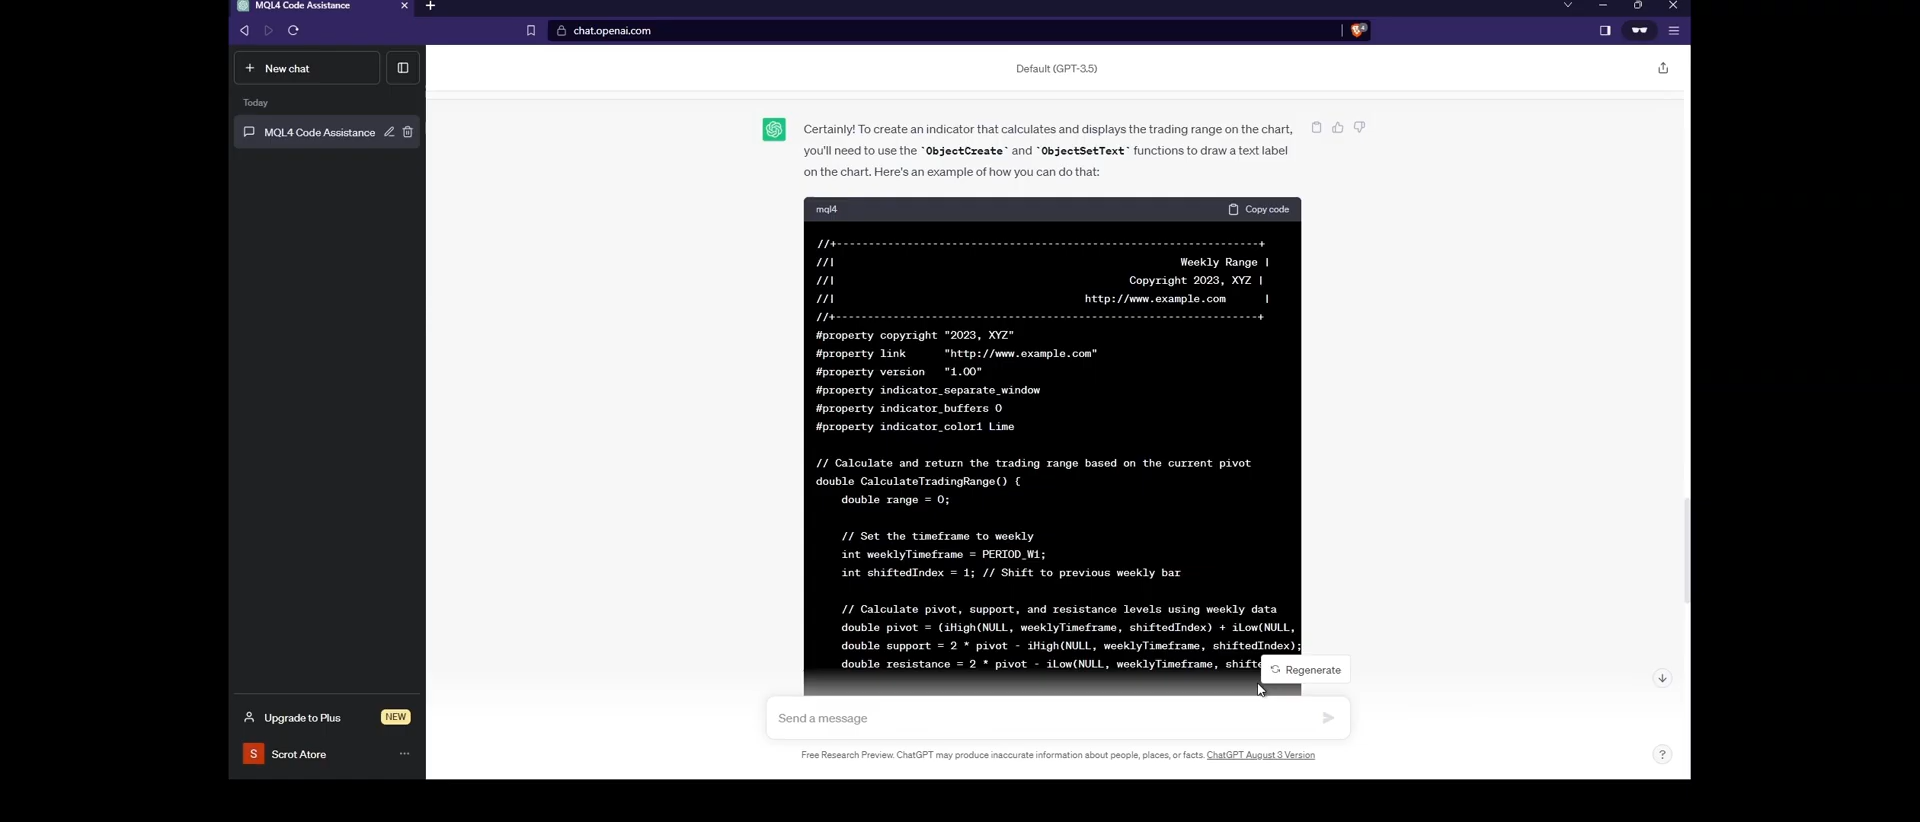 MQL4 Code Assistance
chat.openai.com
4
New chat
Today
MQL4 Code Assistance
Default (GPT-3.5)
Certainly! To create an indicator that calculates and displays the trading range on the chart,
you'll need to use the `ObjectCreate` and `ObjectSetText` functions to draw a text label
on the chart. Here's an example of how you can do that:
mql4 Copy code
//+------------------------------------------------------------------+
//| Weekly Range |
//| Copyright 2023, XYZ |
//| http://www.example.com |
//+------------------------------------------------------------------+
#property copyright "2023, XYZ"
#property link "http://www.example.com"
#property version "1.00"
#property indicator_separate_window
#property indicator_buffers 0
#property indicator_color1 Lime
// Calculate and return the trading range based on the current pivot
double CalculateTradingRange() {
double range = 0;
// Set the timeframe to weekly
int weeklyTimeframe = PERIOD_W1;
int shiftedIndex = 1; // Shift to previous weekly bar
// Calculate pivot, support, and resistance levels using weekly data
double pivot = (iHigh(NULL, weeklyTimeframe, shiftedIndex) + iLow(NULL,
double support = 2 * pivot - iHigh(NULL, weeklyTimeframe, shiftedIndex);
double resistance = 2 * pivot - iLow(NULL, weeklyTimeframe, shifte
Regenerate
Send a message
Free Research Preview. ChatGPT may produce inaccurate information about people, places, or facts. ChatGPT August 3 Version
?
Upgrade to Plus NEW
S Scrot Atore